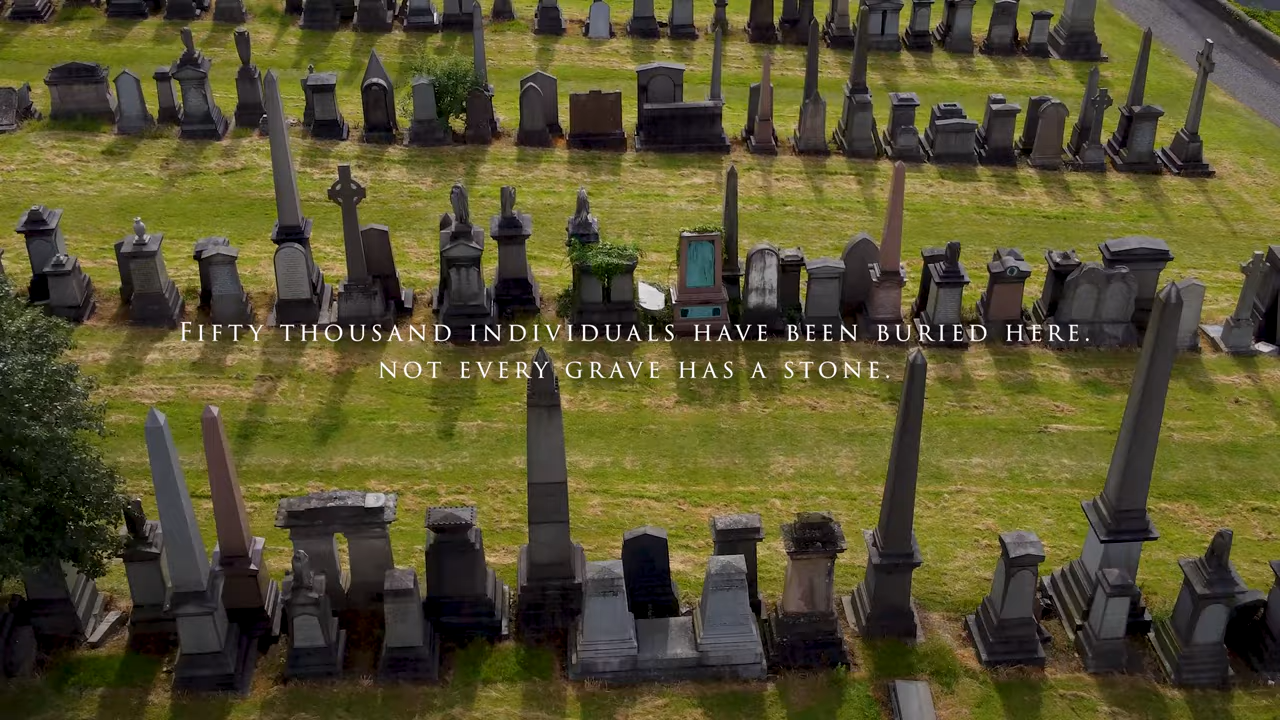 Fifty thousand individuals have been buried here.
not every grave has a stone.